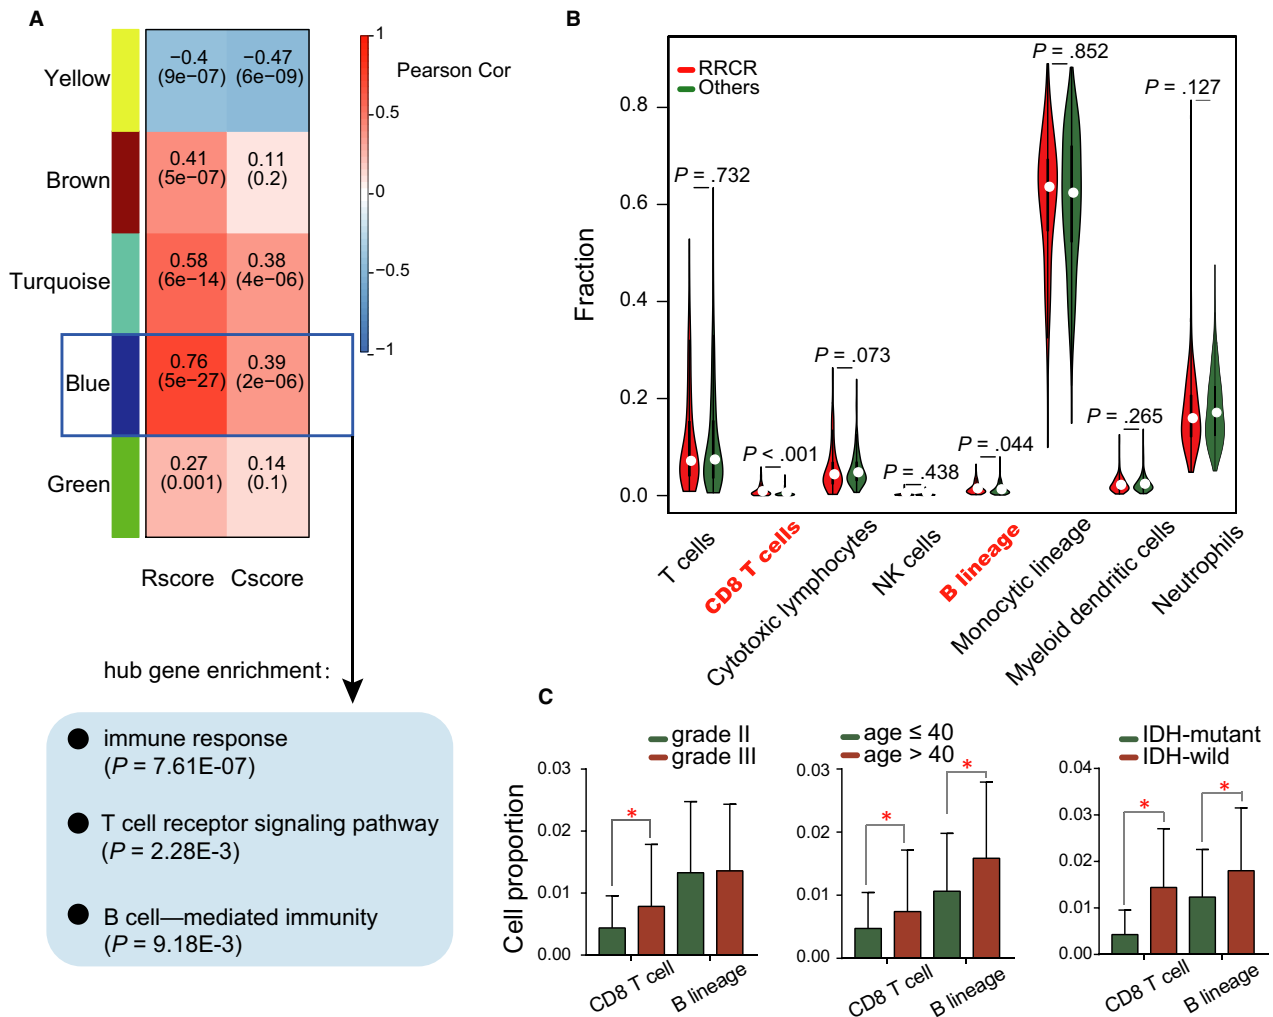 A
Yellow
−0.4
(9e−07)
−0.47
(6e−09)
Brown
0.41
(5e−07)
0.11
(0.2)
Turquoise
0.58
(6e−14)
0.38
(4e−06)
Blue
0.76
(5e−27)
0.39
(2e−06)
Green
0.27
(0.001)
0.14
(0.1)
Rscore
Cscore
1
0.5
0
−0.5
−1
Pearson Cor
hub gene enrichment:
immune response
(P = 7.61E-07)
T cell receptor signaling pathway
(P = 2.28E-3)
B cell—mediated immunity
(P = 9.18E-3)
B
RRCR
Others
Fraction
0.8
0.6
0.4
0.2
0.0
P = .732
P < .001
P = .073
P = .438
P = .044
P = .852
P = .265
P = .127
T cells
CD8 T cells
Cytotoxic lymphocytes
NK cells
B lineage
Monocytic lineage
Myeloid dendritic cells
Neutrophils
C
Cell proportion
grade II
grade III
0.03
0.02
0.01
0.00
*
CD8 T cell
B lineage
age ≤ 40
age > 40
0.03
0.02
0.01
0.00
*
*
CD8 T cell
B lineage
IDH-mutant
IDH-wild
0.04
0.03
0.02
0.01
0.00
*
*
CD8 T cell
B lineage